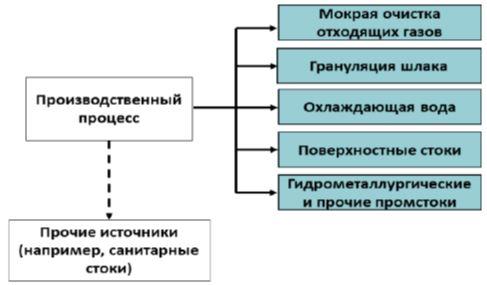 Мокрая очистка
отходящих газов
Грануляция шлака
Производственный
процесс
Охлаждающая вода
Поверхностные стоки
Гидрометаллургические
и прочие промстоки
Прочие источники
(например, санитарные
стоки)